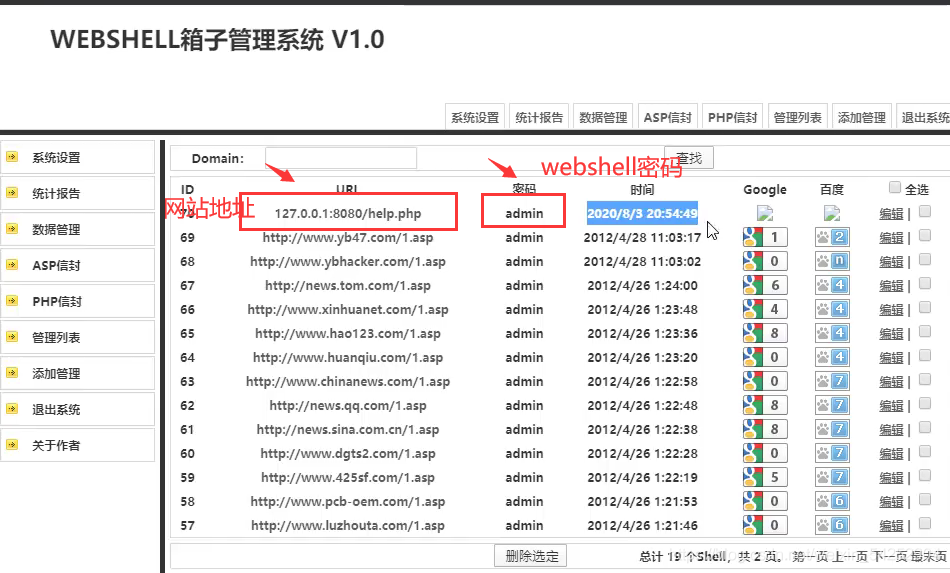 WEBSHELL箱子管理系统 V1.0
系统设置 统计报告 数据管理 ASP信封 PHP信封 管理列表 添加管理 退出系统
系统设置
统计报告
数据管理
ASP信封
PHP信封
管理列表
添加管理
退出系统
关于作者
Domain: 查找
webshell密码
ID URL 密码 时间 Google 百度 全选
网站地址
70 127.0.0.1:8080/help.php admin 2020/8/3 20:54:49 编辑 |
69 http://www.yb47.com/1.asp admin 2012/4/28 11:03:17 1 2 编辑 |
68 http://www.ybhacker.com/1.asp admin 2012/4/28 11:03:02 0 n 编辑 |
67 http://news.tom.com/1.asp admin 2012/4/26 1:24:00 6 4 编辑 |
66 http://www.xinhuanet.com/1.asp admin 2012/4/26 1:23:48 4 4 编辑 |
65 http://www.hao123.com/1.asp admin 2012/4/26 1:23:36 8 4 编辑 |
64 http://www.huanqiu.com/1.asp admin 2012/4/26 1:23:20 0 4 编辑 |
63 http://www.chinanews.com/1.asp admin 2012/4/26 1:22:58 0 7 编辑 |
62 http://news.qq.com/1.asp admin 2012/4/26 1:22:48 8 7 编辑 |
61 http://news.sina.com.cn/1.asp admin 2012/4/26 1:22:38 8 7 编辑 |
60 http://www.dgts2.com/1.asp admin 2012/4/26 1:22:28 0 7 编辑 |
59 http://www.425sf.com/1.asp admin 2012/4/26 1:22:19 5 7 编辑 |
58 http://www.pcb-oem.com/1.asp admin 2012/4/26 1:21:53 0 6 编辑 |
57 http://www.luzhouta.com/1.asp admin 2012/4/26 1:21:46 0 6 编辑 |
删除选定 总计 19 个Shell, 共 2 页。 第一页 上一页 下一页 最末页